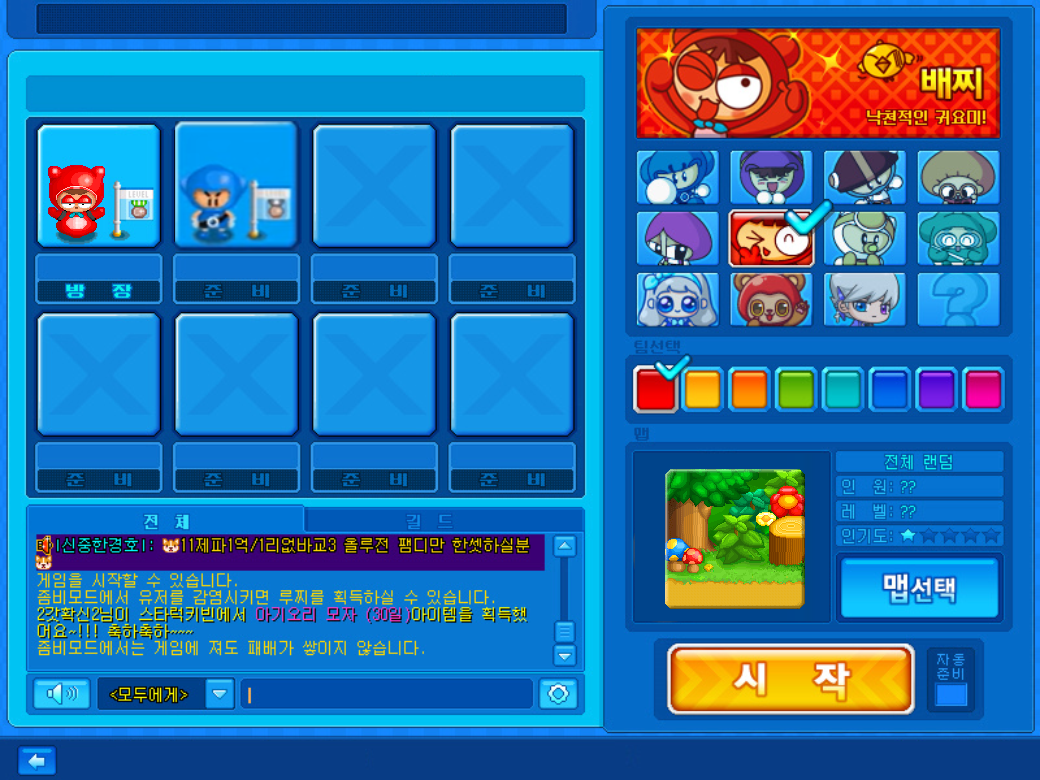 배찌
낙천적인 귀요미!
LEVEL
방 장
준 비
준 비
준 비
준 비
준 비
준 비
준 비
팀선택
맵
전체 랜덤
인 원: ??
레 벨: ??
인기도:
맵선택
시 작
자동
준비
전 체
길 드
신중한경호I: 11제파1억/1리없바교3 올루전 팸디만 한셋하실분
게임을 시작할 수 있습니다.
좀비모드에서 유저를 감염시키면 루찌를 획득하실 수 있습니다.
2갓확신2님이 스타럭키빈에서 아기오리 모자 (30일)아이템을 획득했
어요~!!! 축하축하~~~
좀비모드에서는 게임에 져도 패배가 쌓이지 않습니다.
<모두에게>